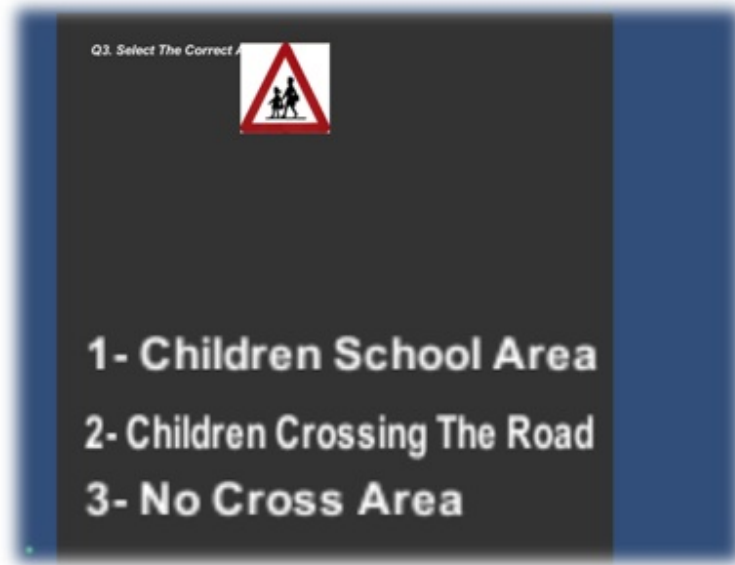 Q3. Select The Correct
1- Children School Area
2- Children Crossing The Road
3- No Cross Area